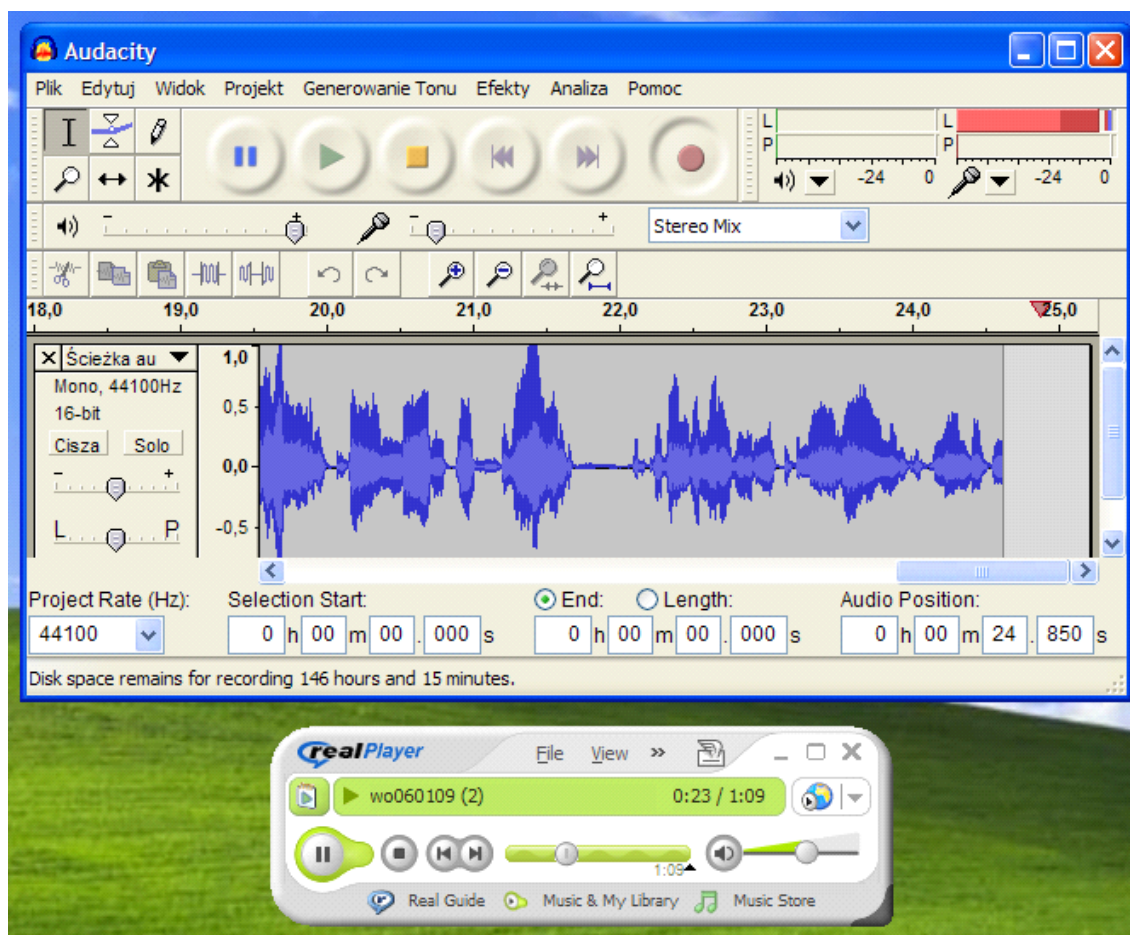 Audacity
Plik Edytuj Widok Projekt Generowanie Tonu Efekty Analiza Pomoc
L L
P P
-24 0 -24 0
- + - + Stereo Mix
18,0 19,0 20,0 21,0 22,0 23,0 24,0 25,0
Ścieżka au 1,0
Mono, 44100Hz
16-bit 0,5
Cisza Solo
- + 0,0
L P -0,5
Project Rate (Hz): Selection Start: End: Length: Audio Position:
44100 0 h 00 m 00 . 000 s 0 h 00 m 00 . 000 s 0 h 00 m 24 . 850 s
Disk space remains for recording 146 hours and 15 minutes.
realPlayer File View »
wo060109 (2) 0:23 / 1:09
1:09
Real Guide Music & My Library Music Store